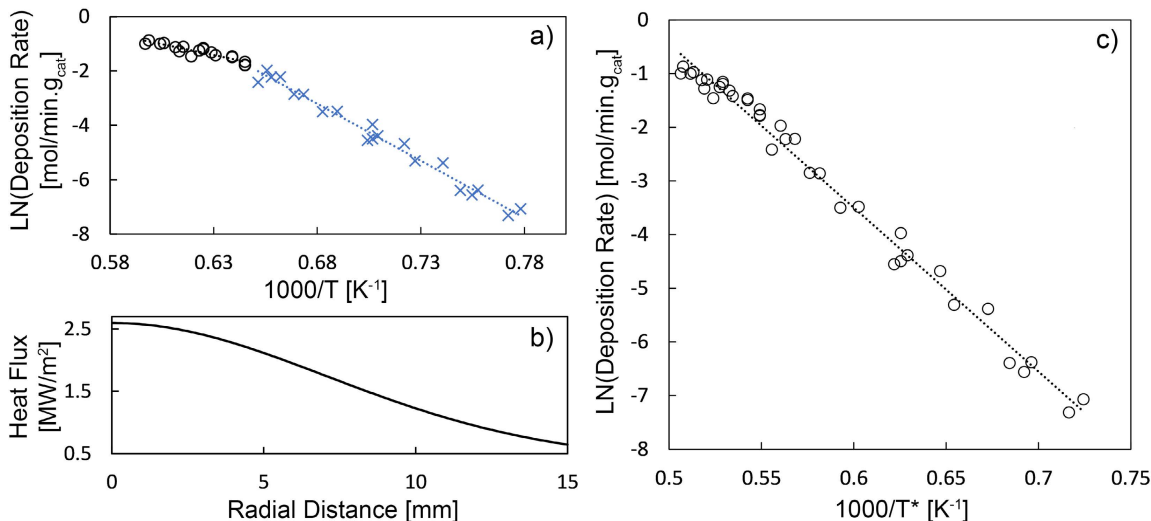 a)
LN(Deposition Rate)
[mol/min.g_cat]
0
-2
-4
-6
-8
0.58
0.63
0.68
0.73
0.78
1000/T [K⁻¹]
b)
Heat Flux
[MW/m²]
2.5
1.5
0.5
0
5
10
15
Radial Distance [mm]
c)
LN(Deposition Rate) [mol/min.g_cat]
0
-1
-2
-3
-4
-5
-6
-7
-8
0.5
0.55
0.6
0.65
0.7
0.75
1000/T* [K⁻¹]